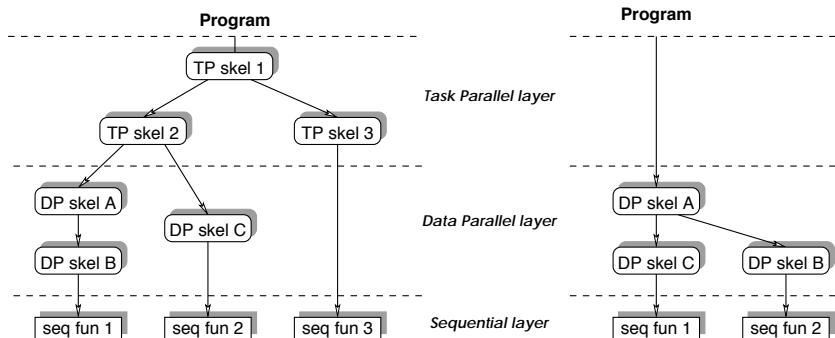 Program
Program
TP skel 1
Task Parallel layer
TP skel 2
TP skel 3
DP skel A
DP skel A
DP skel C
Data Parallel layer
DP skel B
DP skel C
DP skel B
seq fun 1
seq fun 2
seq fun 3
Sequential layer
seq fun 1
seq fun 2